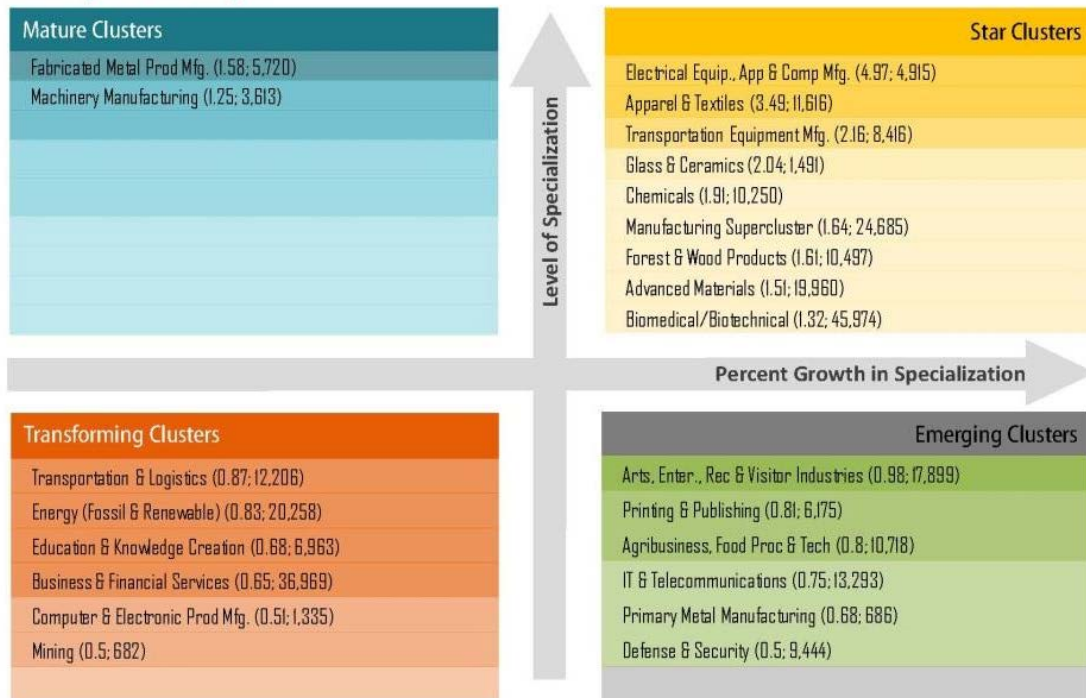 Mature Clusters
Fabricated Metal Prod Mfg. (1.58; 5,720)
Machinery Manufacturing (1.25; 3,613)
Star Clusters
Electrical Equip., App & Comp Mfg. (4.97; 4,915)
Apparel & Textiles (3.49; 11,616)
Transportation Equipment Mfg. (2.16; 8,416)
Glass & Ceramics (2.04; 1,491)
Chemicals (1.91; 10,250)
Manufacturing Supercluster (1.64; 24,685)
Forest & Wood Products (1.61; 10,497)
Advanced Materials (1.51; 19,960)
Biomedical/Biotechnical (1.32; 45,974)
Level of Specialization
Percent Growth in Specialization
Transforming Clusters
Transportation & Logistics (0.87; 12,206)
Energy (Fossil & Renewable) (0.83; 20,258)
Education & Knowledge Creation (0.68; 6,963)
Business & Financial Services (0.65; 36,969)
Computer & Electronic Prod Mfg. (0.51; 1,335)
Mining (0.5; 682)
Emerging Clusters
Arts, Enter., Rec & Visitor Industries (0.98; 17,899)
Printing & Publishing (0.81; 6,175)
Agribusiness, Food Proc & Tech (0.8; 10,718)
IT & Telecommunications (0.75; 13,293)
Primary Metal Manufacturing (0.68; 686)
Defense & Security (0.5; 9,444)